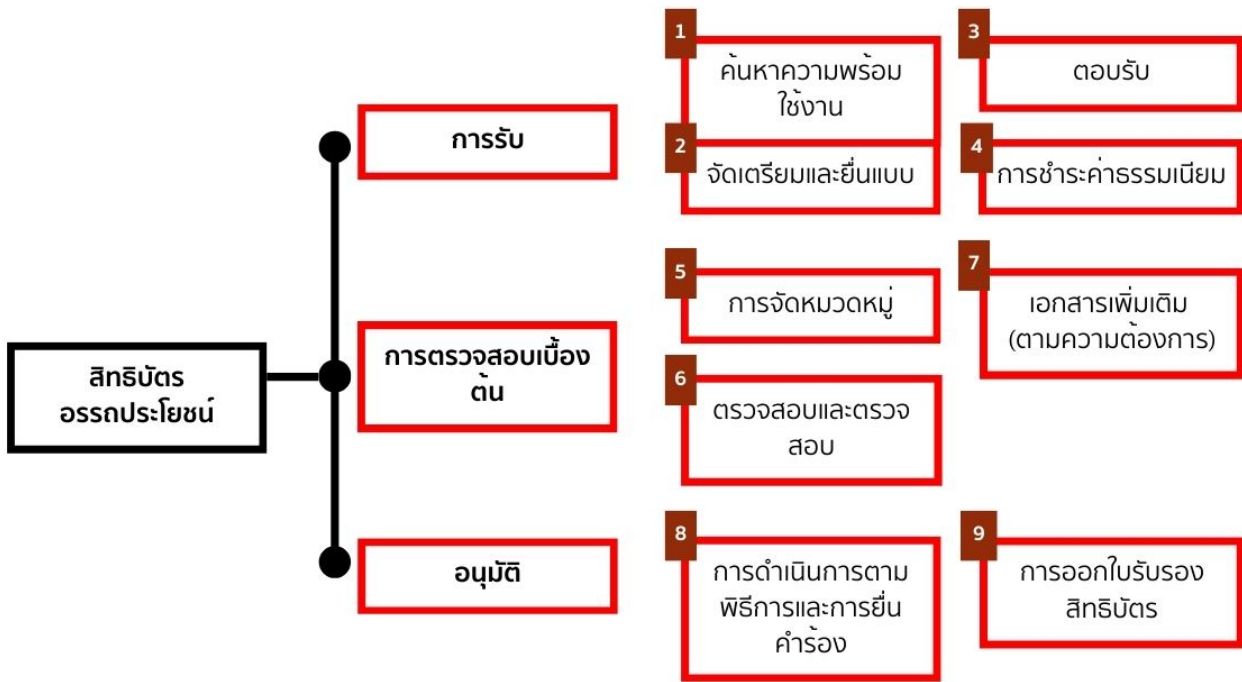 สิทธิบัตร
อรรถประโยชน์
การรับ
1
ค้นหาความพร้อม
ใช้งาน
2
จัดเตรียมและยื่นแบบ
3
ตอบรับ
4
การชำระค่าธรรมเนียม
การตรวจสอบเบื้อง
ต้น
5
การจัดหมวดหมู่
6
ตรวจสอบและตรวจ
สอบ
7
เอกสารเพิ่มเติม
(ตามความต้องการ)
อนุมัติ
8
การดำเนินการตาม
พิธีการและการยื่น
คำร้อง
9
การออกใบรับรอง
สิทธิบัตร